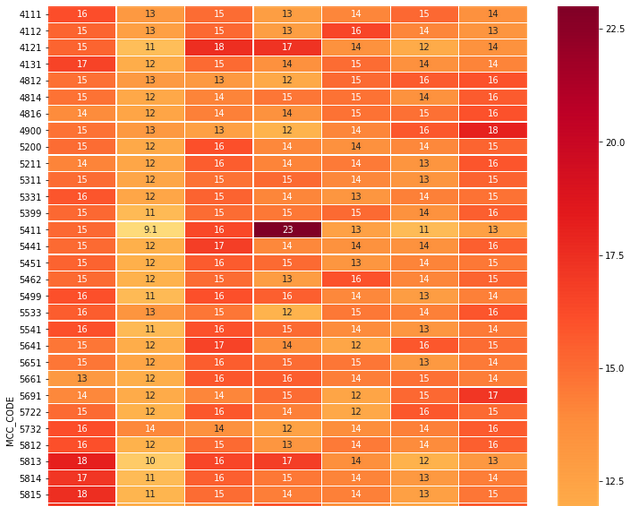 4111 16 13 15 13 14 15 14
4112 15 13 15 13 16 14 13
4121 15 11 18 17 14 12 14
4131 17 12 15 14 15 14 14
4812 15 13 13 12 15 16 16
4814 15 12 14 15 15 14 16
4816 14 12 14 14 15 15 16
4900 15 13 13 12 14 16 18
5200 15 12 16 14 14 14 15
5211 14 12 16 14 14 13 16
5311 15 12 15 15 14 13 15
5331 16 12 15 14 13 14 15
5399 15 11 15 15 15 14 16
5411 15 9.1 16 23 13 11 13
5441 15 12 17 14 14 14 16
5451 15 12 16 15 13 14 15
5462 15 12 15 13 16 14 15
5499 16 11 16 16 14 13 14
5533 16 13 15 12 15 14 16
5541 16 11 16 15 14 13 14
5641 15 12 17 14 12 16 15
5651 15 12 16 15 15 13 14
5661 13 12 16 16 14 15 14
5691 14 12 14 15 12 15 17
5722 15 12 16 14 12 16 15
5732 16 14 14 12 14 14 16
5812 16 12 15 13 14 14 16
5813 18 10 16 17 14 12 13
5814 17 11 16 15 14 13 14
5815 18 11 15 14 14 13 15
MCC_CODE
22.5
20.0
17.5
15.0
12.5